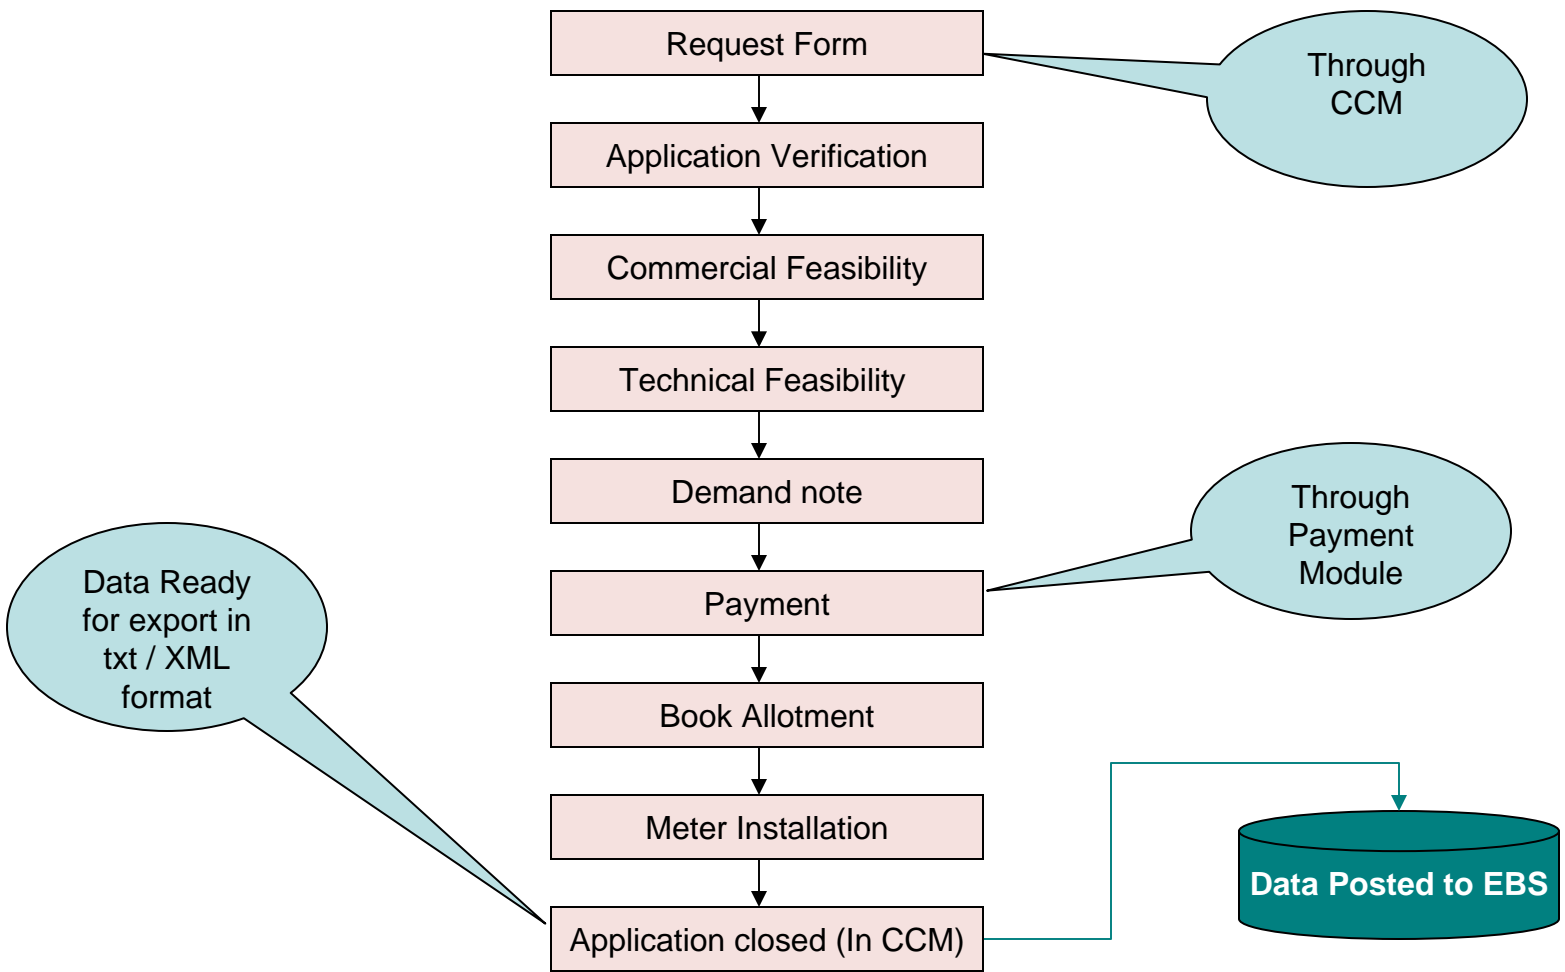 Request Form
Through
CCM
Application Verification
Commercial Feasibility
Technical Feasibility
Demand note
Through
Payment
Module
Data Ready
for export in
txt / XML
format
Payment
Book Allotment
Meter Installation
Data Posted to EBS
Application closed (In CCM)